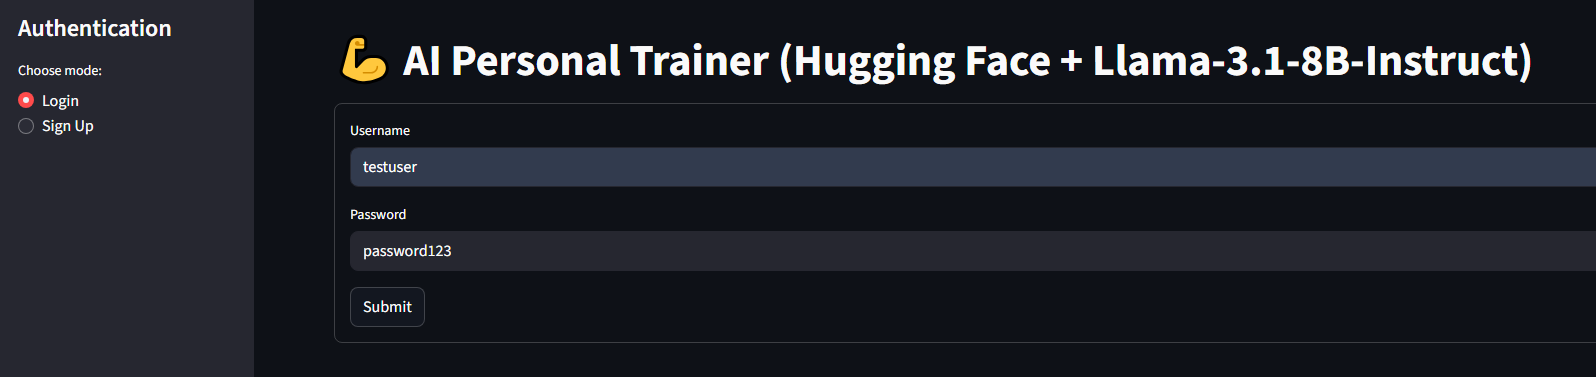 Authentication
Choose mode:
Login
Sign Up
💪 AI Personal Trainer (Hugging Face + Llama-3.1-8B-Instruct)
Username
testuser
Password
password123
Submit